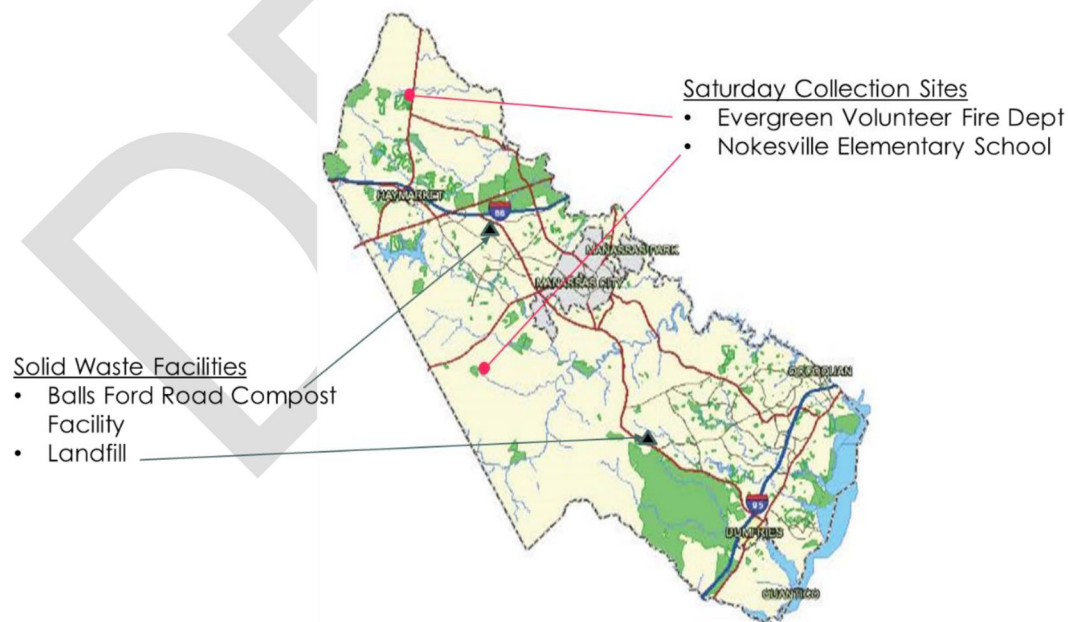 Saturday Collection Sites
• Evergreen Volunteer Fire Dept
• Nokesville Elementary School
HAYMARKET
66
MANASSAS PARK
MANASSAS CITY
Solid Waste Facilities
• Balls Ford Road Compost
Facility
• Landfill
OCCOQUAN
95
DUMFRIES
QUANTICO